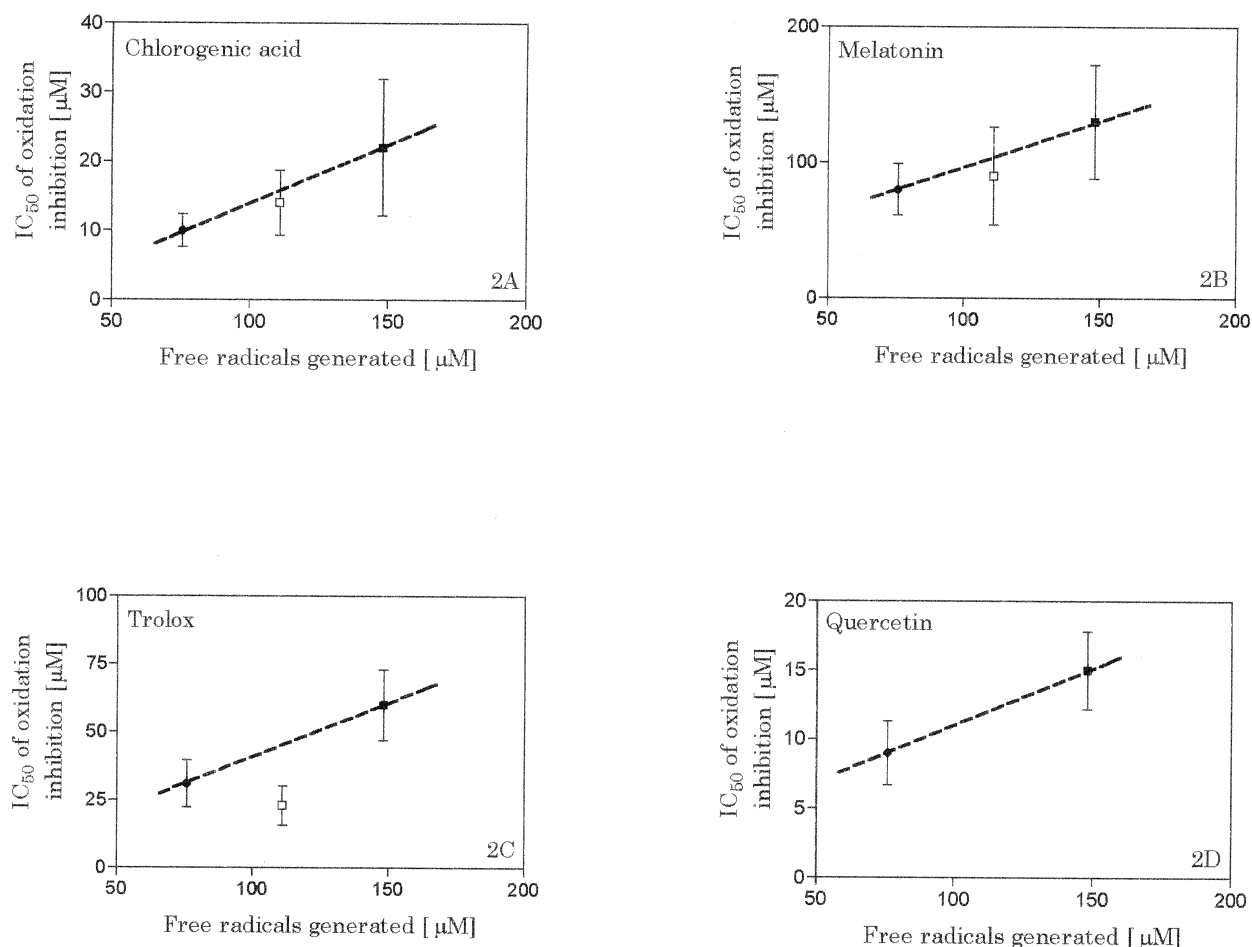 Chlorogenic acid
IC50 of oxidation
inhibition [µM]
40
30
20
10
0
2A
50 100 150 200
Free radicals generated [ µM]
Melatonin
IC50 of oxidation
inhibition [µM]
200
100
0
2B
50 100 150 200
Free radicals generated [ µM]
Trolox
IC50 of oxidation
inhibition [µM]
100
75
50
25
0
2C
50 100 150 200
Free radicals generated [ µM]
Quercetin
IC50 of oxidation
inhibition [µM]
20
15
10
5
0
2D
50 100 150 200
Free radicals generated [ µM]